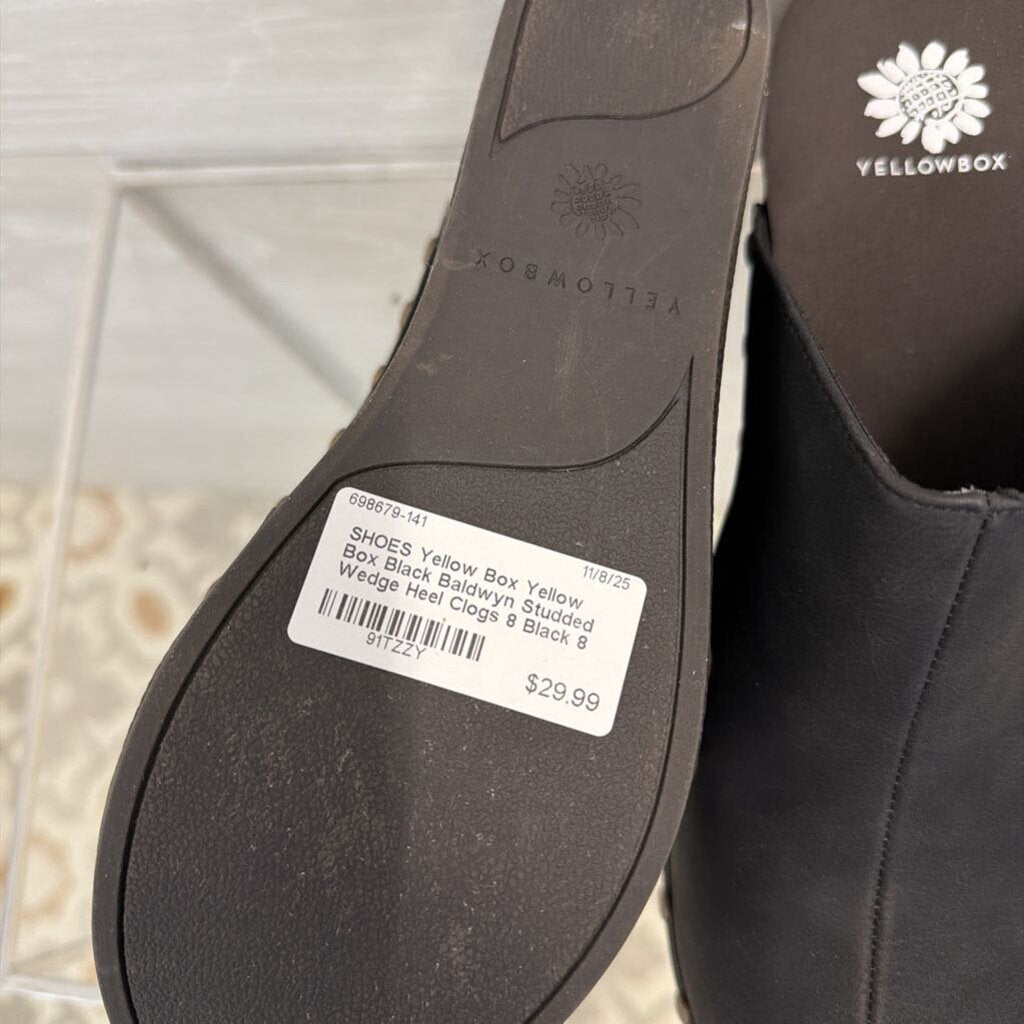 YELLOWBOX
YELLOWBOX
698679-141
11/8/25
SHOES Yellow Box Yellow
Box Black Baldwyn Studded
Wedge Heel Clogs 8 Black 8
91TZZY
$29.99